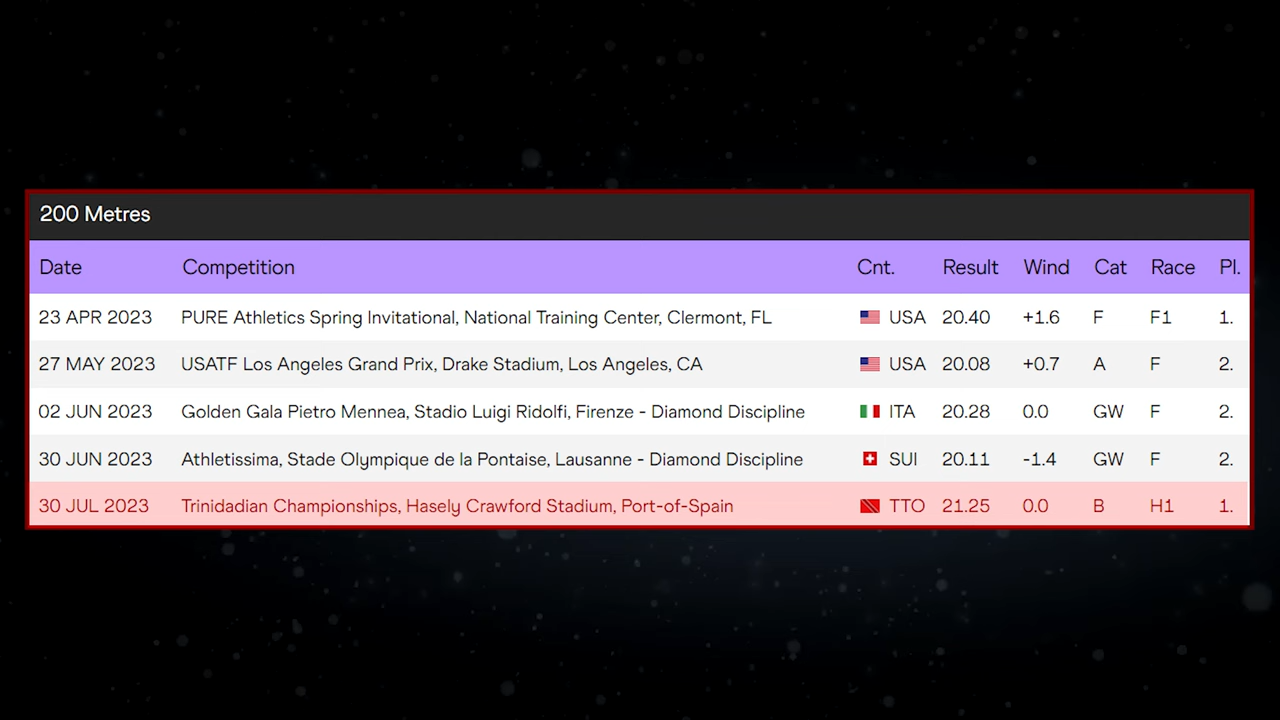 200 Metres
Date Competition Cnt. Result Wind Cat Race Pl.
23 APR 2023 PURE Athletics Spring Invitational, National Training Center, Clermont, FL USA 20.40 +1.6 F F1 1.
27 MAY 2023 USATF Los Angeles Grand Prix, Drake Stadium, Los Angeles, CA USA 20.08 +0.7 A F 2.
02 JUN 2023 Golden Gala Pietro Mennea, Stadio Luigi Ridolfi, Firenze - Diamond Discipline ITA 20.28 0.0 GW F 2.
30 JUN 2023 Athletissima, Stade Olympique de la Pontaise, Lausanne - Diamond Discipline SUI 20.11 -1.4 GW F 2.
30 JUL 2023 Trinidadian Championships, Hasely Crawford Stadium, Port-of-Spain TTO 21.25 0.0 B H1 1.